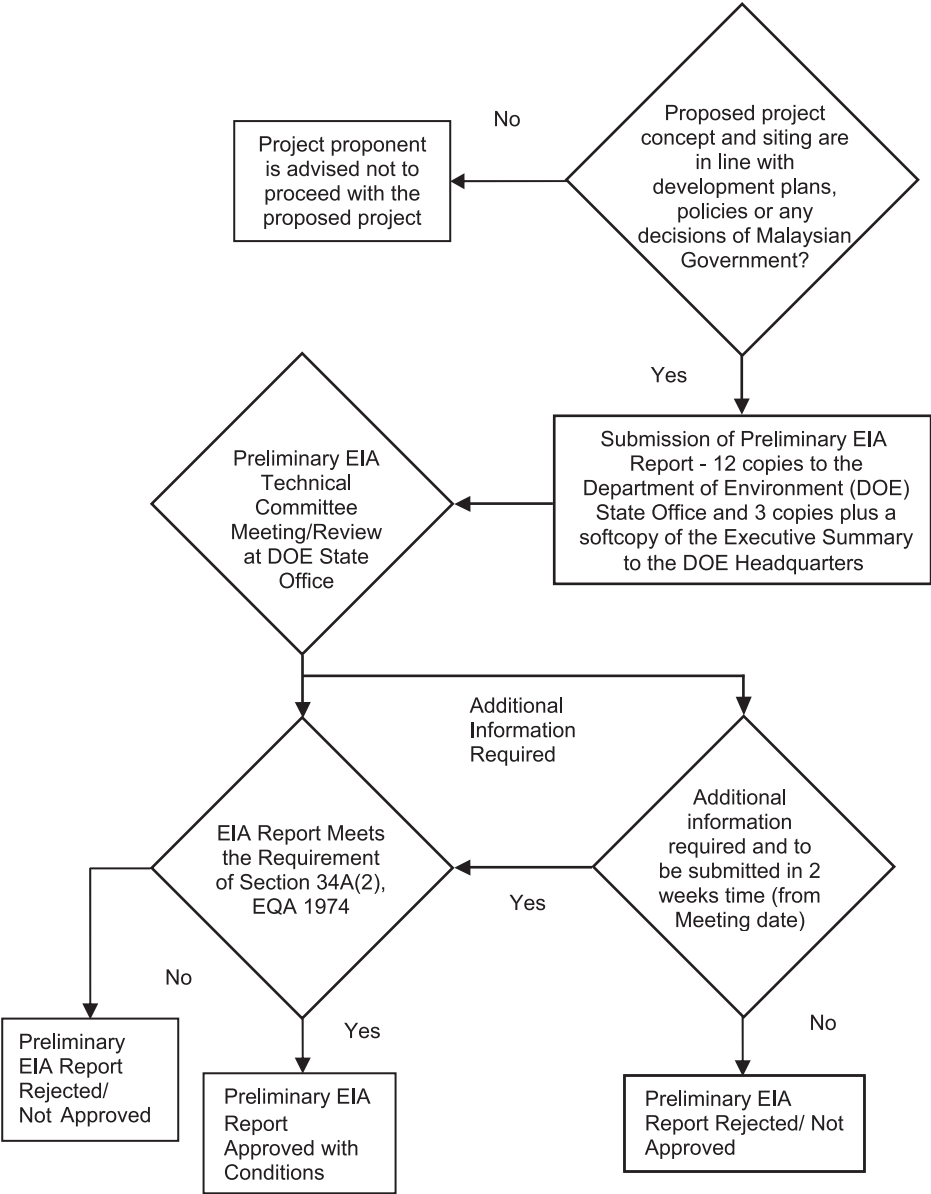 Proposed project
concept and siting are
in line with
development plans,
policies or any
decisions of Malaysian
Government?
No
Project proponent
is advised not to
proceed with the
proposed project
Yes
Submission of Preliminary EIA
Report - 12 copies to the
Department of Environment (DOE)
State Office and 3 copies plus a
softcopy of the Executive Summary
to the DOE Headquarters
Preliminary EIA
Technical
Committee
Meeting/Review
at DOE State
Office
Additional
Information
Required
Additional
information
required and to
be submitted in 2
weeks time (from
Meeting date)
Yes
EIA Report Meets
the Requirement
of Section 34A(2),
EQA 1974
No
Preliminary
EIA Report
Rejected/
Not Approved
Yes
Preliminary EIA
Report
Approved with
Conditions
No
Preliminary EIA
Report Rejected/ Not
Approved